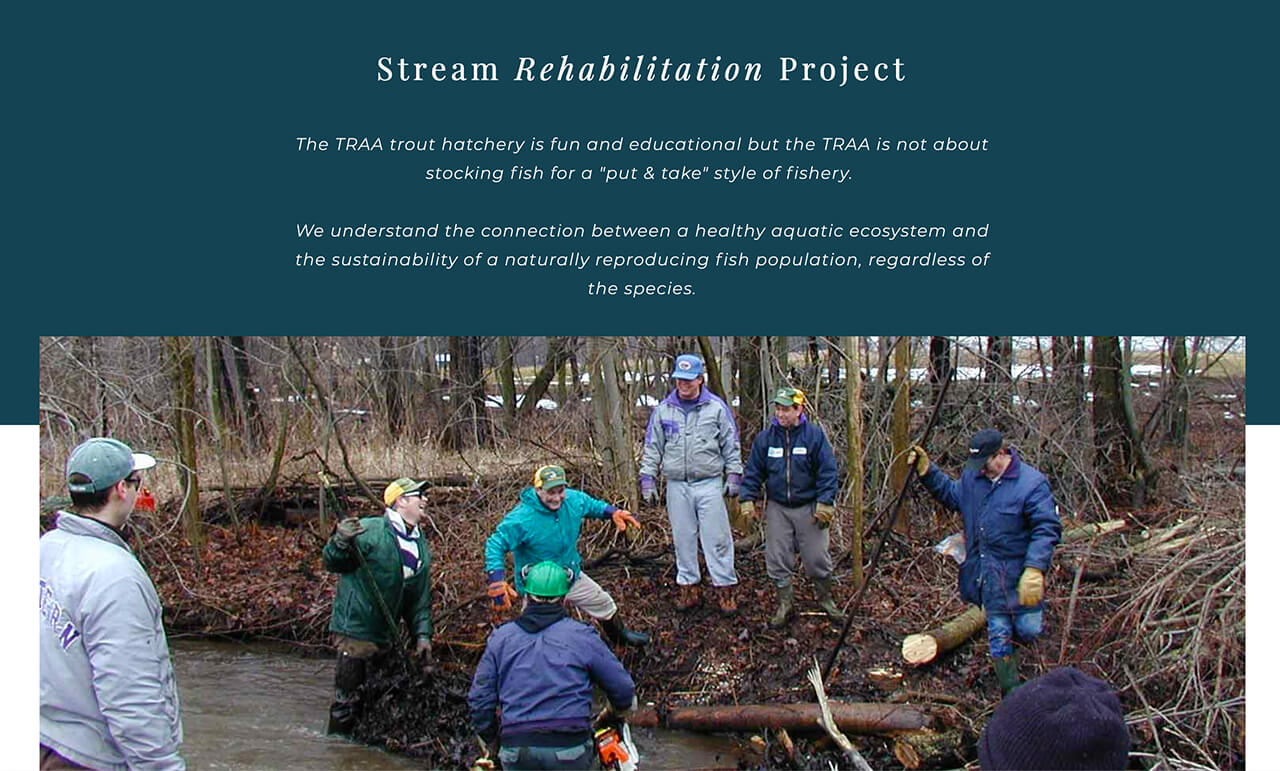 Stream Rehabilitation Project
The TRAA trout hatchery is fun and educational but the TRAA is not about
stocking fish for a "put & take" style of fishery.
We understand the connection between a healthy aquatic ecosystem and
the sustainability of a naturally reproducing fish population, regardless of
the species.